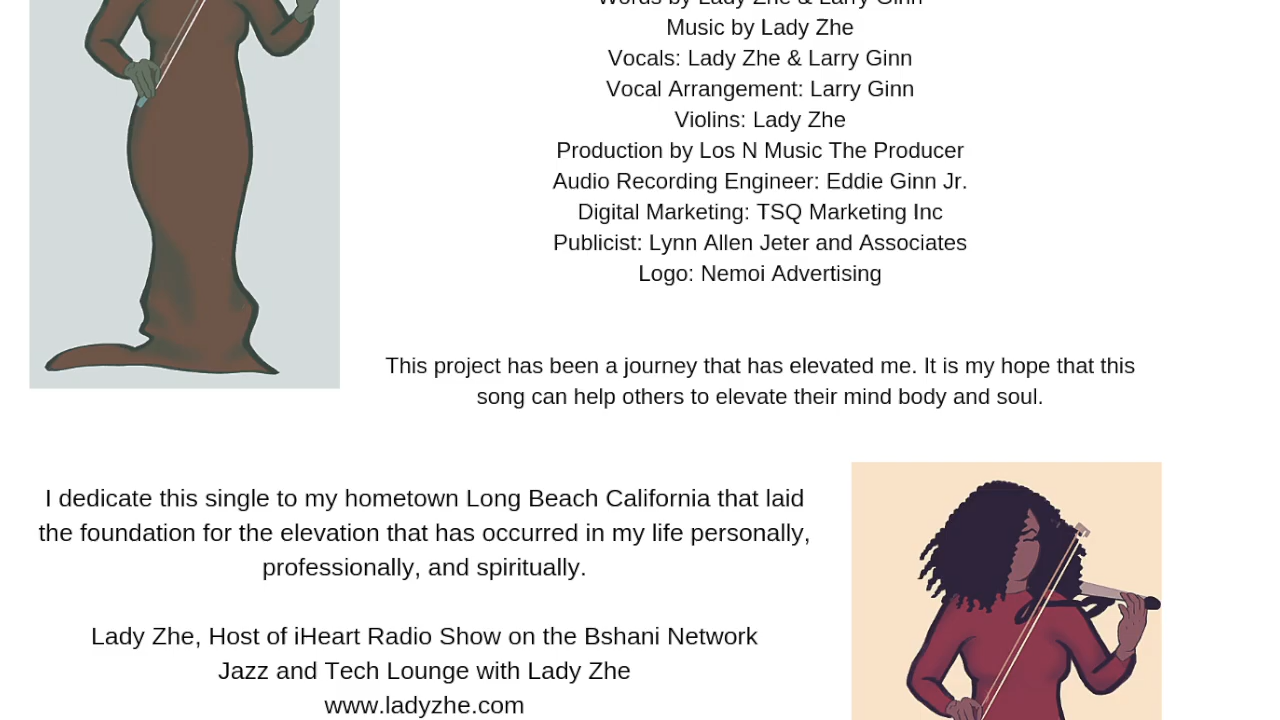 Words by Lady Zhe & Larry Ginn
Music by Lady Zhe
Vocals: Lady Zhe & Larry Ginn
Vocal Arrangement: Larry Ginn
Violins: Lady Zhe
Production by Los N Music The Producer
Audio Recording Engineer: Eddie Ginn Jr.
Digital Marketing: TSQ Marketing Inc
Publicist: Lynn Allen Jeter and Associates
Logo: Nemoi Advertising
This project has been a journey that has elevated me. It is my hope that this
song can help others to elevate their mind body and soul.
I dedicate this single to my hometown Long Beach California that laid
the foundation for the elevation that has occurred in my life personally,
professionally, and spiritually.
Lady Zhe, Host of iHeart Radio Show on the Bshani Network
Jazz and Tech Lounge with Lady Zhe
www.ladyzhe.com